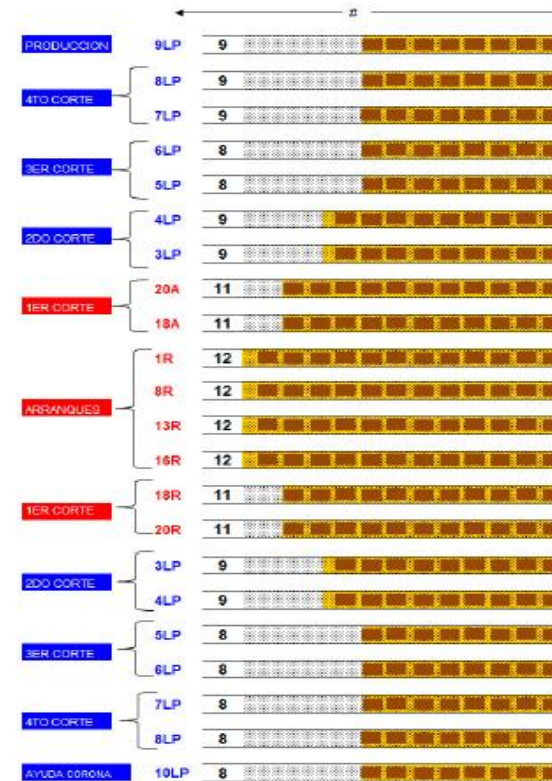 PRODUCCION 9LP 9
4TO CORTE
8LP 9
7LP 9
3ER CORTE
6LP 8
5LP 8
2DO CORTE
4LP 9
3LP 9
1ER CORTE
20A 11
18A 11
ARRANQUES
1R 12
8R 12
13R 12
16R 12
1ER CORTE
18R 11
20R 11
2DO CORTE
3LP 9
4LP 9
3ER CORTE
5LP 8
6LP 8
4TO CORTE
7LP 8
8LP 8
AYUDA CORONA 10LP 8